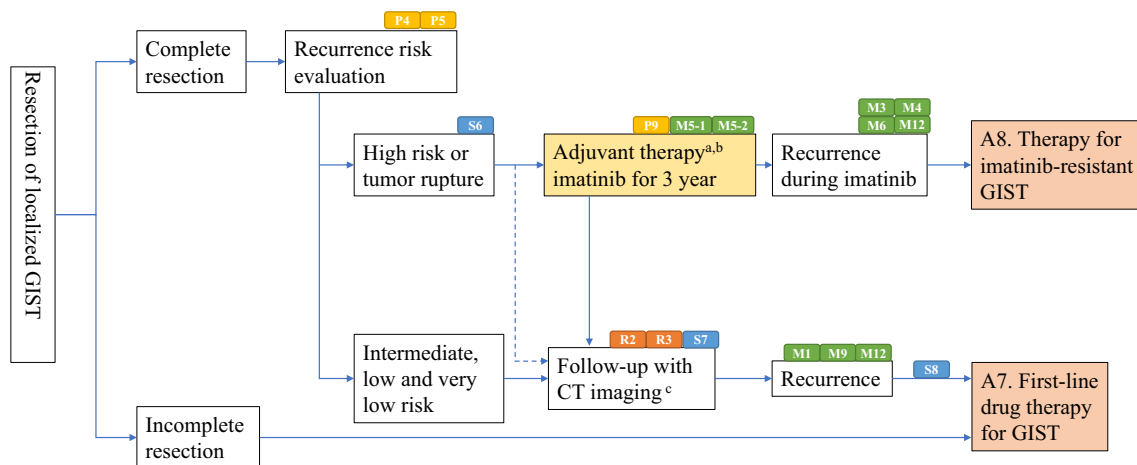 Resection of localized GIST
Complete
resection
P4 P5
Recurrence risk
evaluation
S6
High risk or
tumor rupture
P9 M5-1 M5-2
Adjuvant therapya,b
imatinib for 3 year
M3 M4
M6 M12
Recurrence
during imatinib
A8. Therapy for
imatinib-resistant
GIST
Intermediate,
low and very
low risk
R2 R3 S7
Follow-up with
CT imaging c
M1 M9 M12
Recurrence
S8
A7. First-line
drug therapy
for GIST
Incomplete
resection